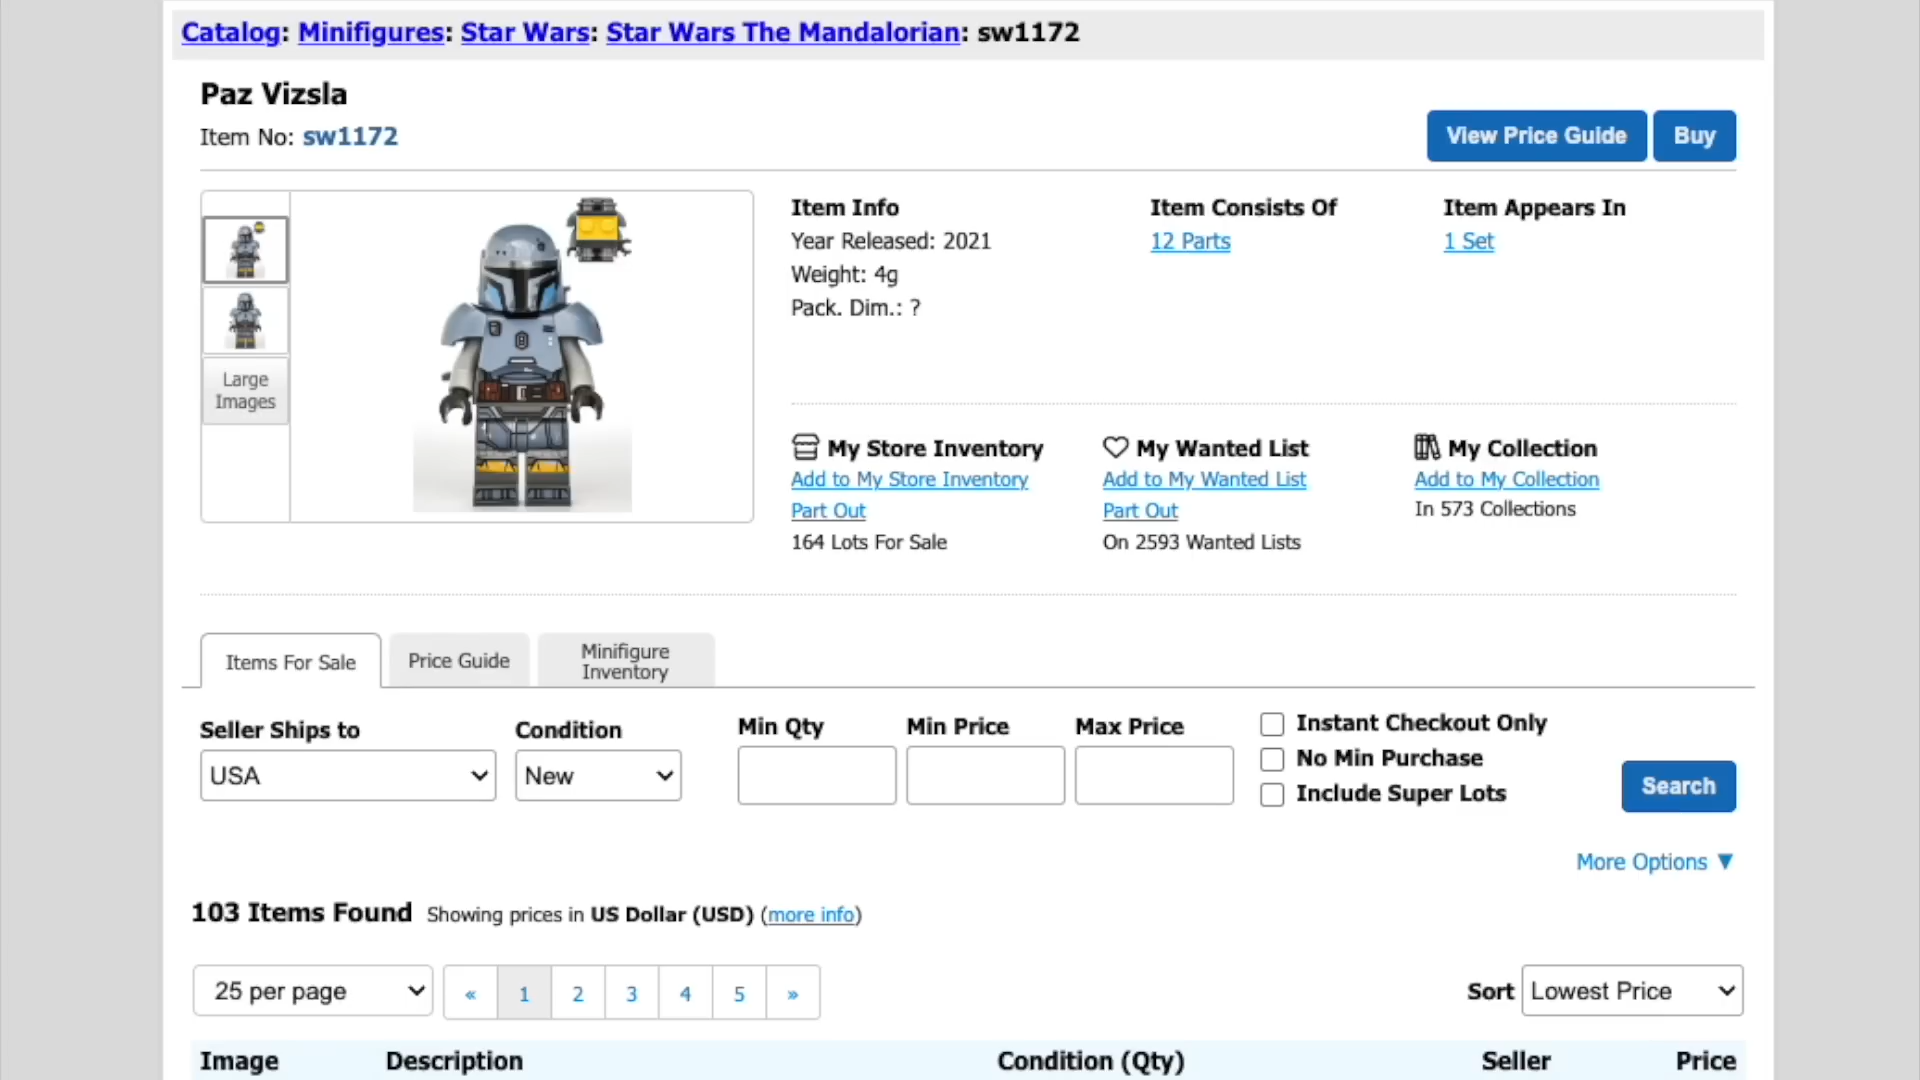 Catalog: Minifigures: Star Wars: Star Wars The Mandalorian: sw1172
Paz Vizsla
Item No: sw1172
View Price Guide
Buy
Large
Images
Item Info
Year Released: 2021
Weight: 4g
Pack. Dim.: ?
Item Consists Of
12 Parts
Item Appears In
1 Set
My Store Inventory
Add to My Store Inventory
Part Out
164 Lots For Sale
My Wanted List
Add to My Wanted List
Part Out
On 2593 Wanted Lists
My Collection
Add to My Collection
In 573 Collections
Items For Sale
Price Guide
Minifigure
Inventory
Seller Ships to
USA
Condition
New
Min Qty
Min Price
Max Price
Instant Checkout Only
No Min Purchase
Include Super Lots
Search
More Options ▼
103 Items Found Showing prices in US Dollar (USD) (more info)
25 per page
« 1 2 3 4 5 »
Sort Lowest Price
Image Description Condition (Qty) Seller Price